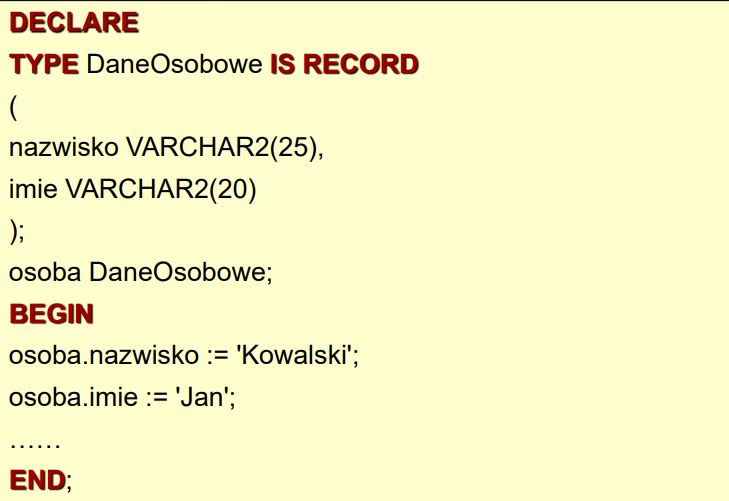 DECLARE
TYPE DaneOsobowe IS RECORD
(
nazwisko VARCHAR2(25),
imie VARCHAR2(20)
);
osoba DaneOsobowe;
BEGIN
osoba.nazwisko := 'Kowalski';
osoba.imie := 'Jan';
……
END;